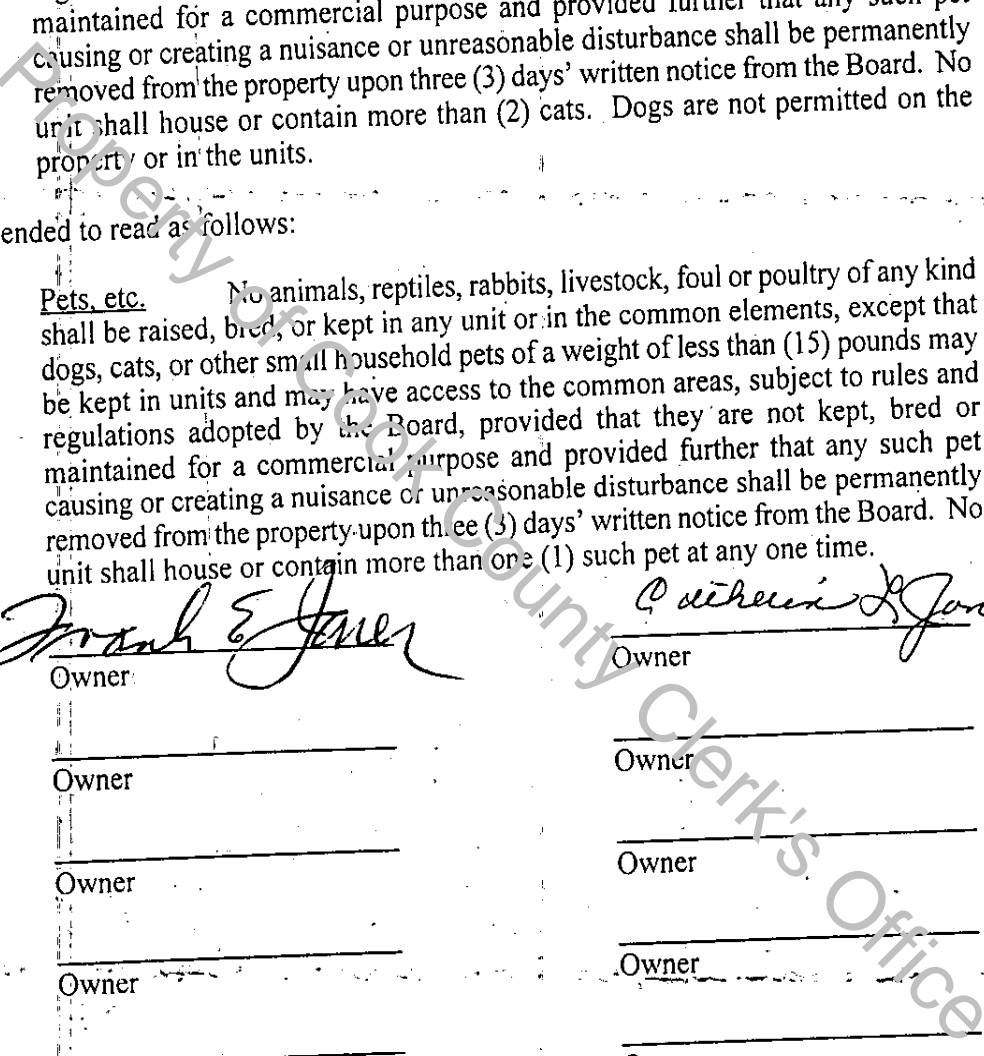 maintained for a commercial purpose and provided further that any such pet
causing or creating a nuisance or unreasonable disturbance shall be permanently
removed from the property upon three (3) days' written notice from the Board. No
unit shall house or contain more than (2) cats. Dogs are not permitted on the
property or in the units.
ended to read as follows:
Pets, etc. No animals, reptiles, rabbits, livestock, foul or poultry of any kind
shall be raised, bred, or kept in any unit or in the common elements, except that
dogs, cats, or other small household pets of a weight of less than (15) pounds may
be kept in units and may have access to the common areas, subject to rules and
regulations adopted by the Board, provided that they are not kept, bred or
maintained for a commercial purpose and provided further that any such pet
causing or creating a nuisance or unreasonable disturbance shall be permanently
removed from the property upon three (3) days' written notice from the Board. No
unit shall house or contain more than one (1) such pet at any one time.
Frank E Jones
Owner
Owner
Owner
Owner
Owner
Owner
Owner
Owner
Property of Cook County Clerk's Office